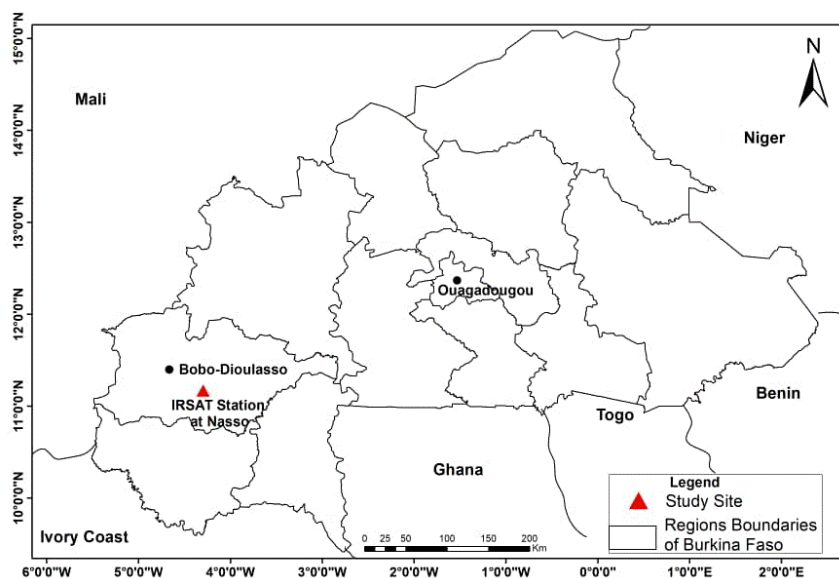 15°0'0"N
14°0'0"N
13°0'0"N
12°0'0"N
11°0'0"N
10°0'0"N
Mali
N
Niger
Ouagadougou
Bobo-Dioulasso
IRSAT Station
at Nasso
Benin
Togo
Ghana
Ivory Coast
Legend
Study Site
Regions Boundaries
of Burkina Faso
0 25 50 100 150 200
Km
6°0'0"W 5°0'0"W 4°0'0"W 3°0'0"W 2°0'0"W 1°0'0"W 0°0'0" 1°0'0"E 2°0'0"E